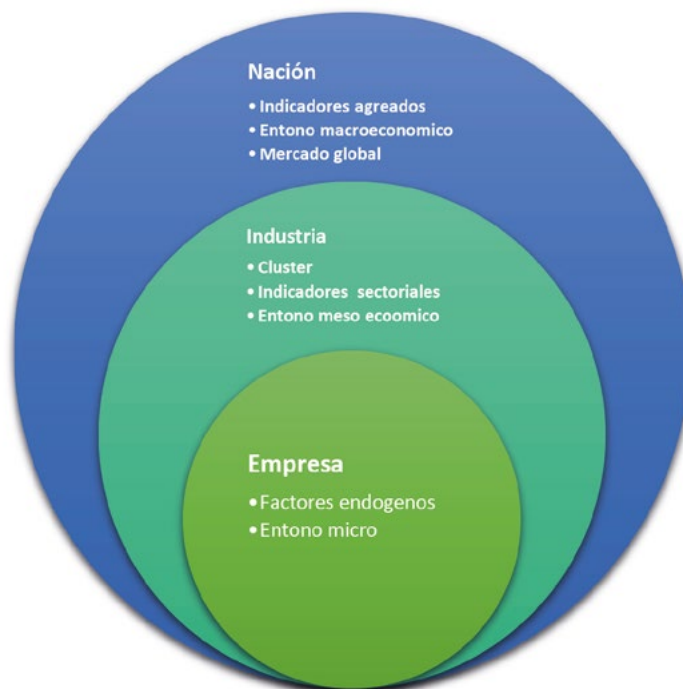 Nación
• Indicadores agreados
• Entono macroeconomico
• Mercado global
Industria
• Cluster
• Indicadores sectoriales
• Entono meso ecoomico
Empresa
•Factores endogenos
•Entono micro